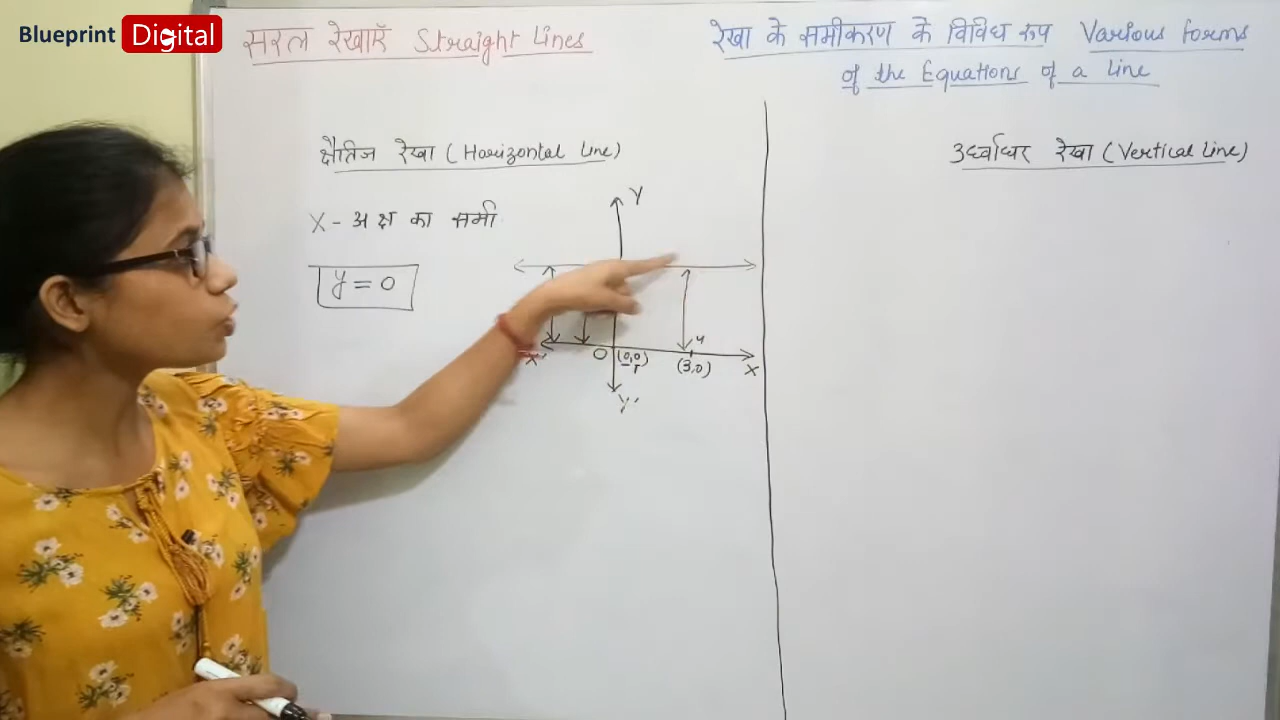 Blueprint Digital
सरल रेखाएँ Straight Lines
रेखा के समीकरण के विविध रूप Various forms
of the Equations of a line
क्षैतिज रेखा (Horizontal line)
X - अक्ष का समी
y = 0
Y
O (0,0)
(3,0)
X'
X
Y'
उर्ध्वाधर रेखा (Vertical line)